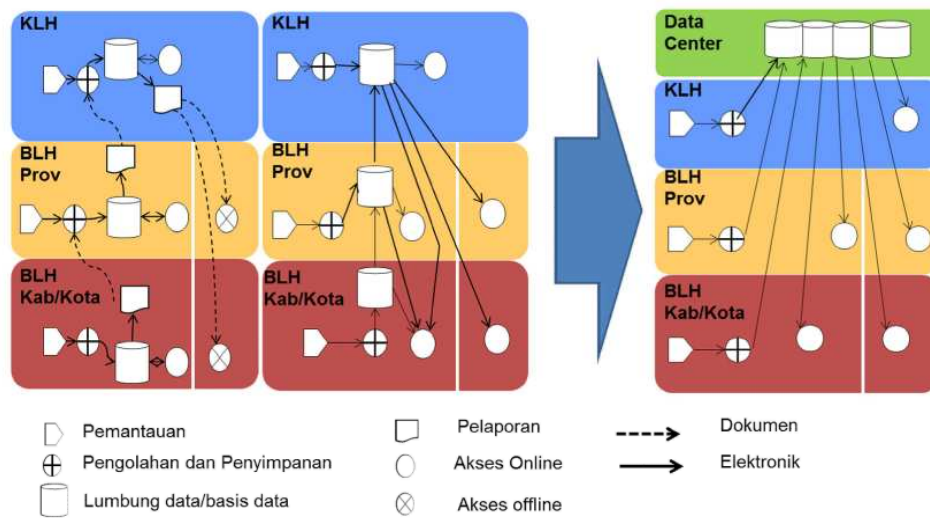 KLH
BLH
Prov
BLH
Kab/Kota
KLH
BLH
Prov
BLH
Kab/Kota
Data
Center
KLH
BLH
Prov
BLH
Kab/Kota
Pemantauan
Pengolahan dan Penyimpanan
Lumbung data/basis data
Pelaporan
Akses Online
Akses offline
Dokumen
Elektronik